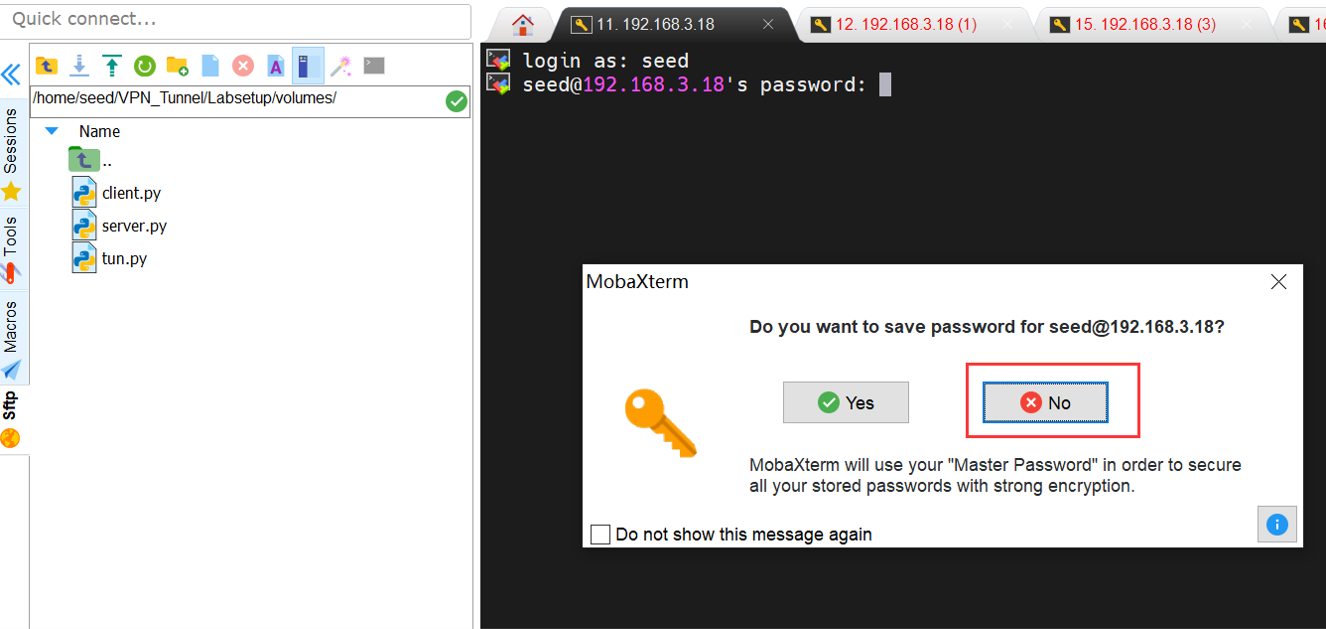 Quick connect...
11. 192.168.3.18
12. 192.168.3.18 (1)
15. 192.168.3.18 (3)
16
/home/seed/VPN_Tunnel/Labsetup/volumes/
Name
..
client.py
server.py
tun.py
Sessions
Tools
Macros
Sftp
login as: seed
seed@192.168.3.18's password:
MobaXterm
Do you want to save password for seed@192.168.3.18?
Yes
No
MobaXterm will use your "Master Password" in order to secure
all your stored passwords with strong encryption.
Do not show this message again